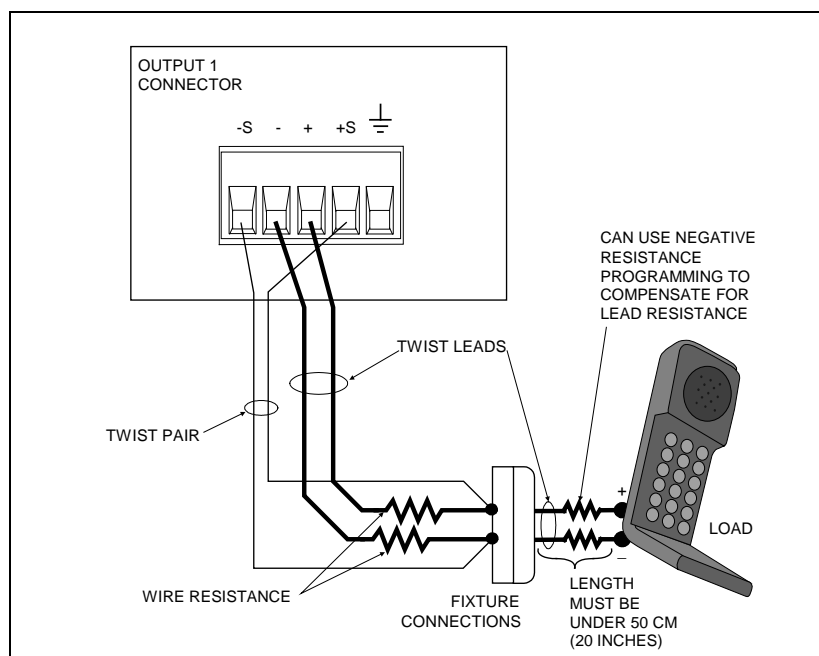 OUTPUT 1
CONNECTOR
-S - + +S
CAN USE NEGATIVE
RESISTANCE
PROGRAMMING TO
COMPENSATE FOR
LEAD RESISTANCE
TWIST LEADS
TWIST PAIR
+
LOAD
–
WIRE RESISTANCE
FIXTURE
CONNECTIONS
LENGTH
MUST BE
UNDER 50 CM
(20 INCHES)